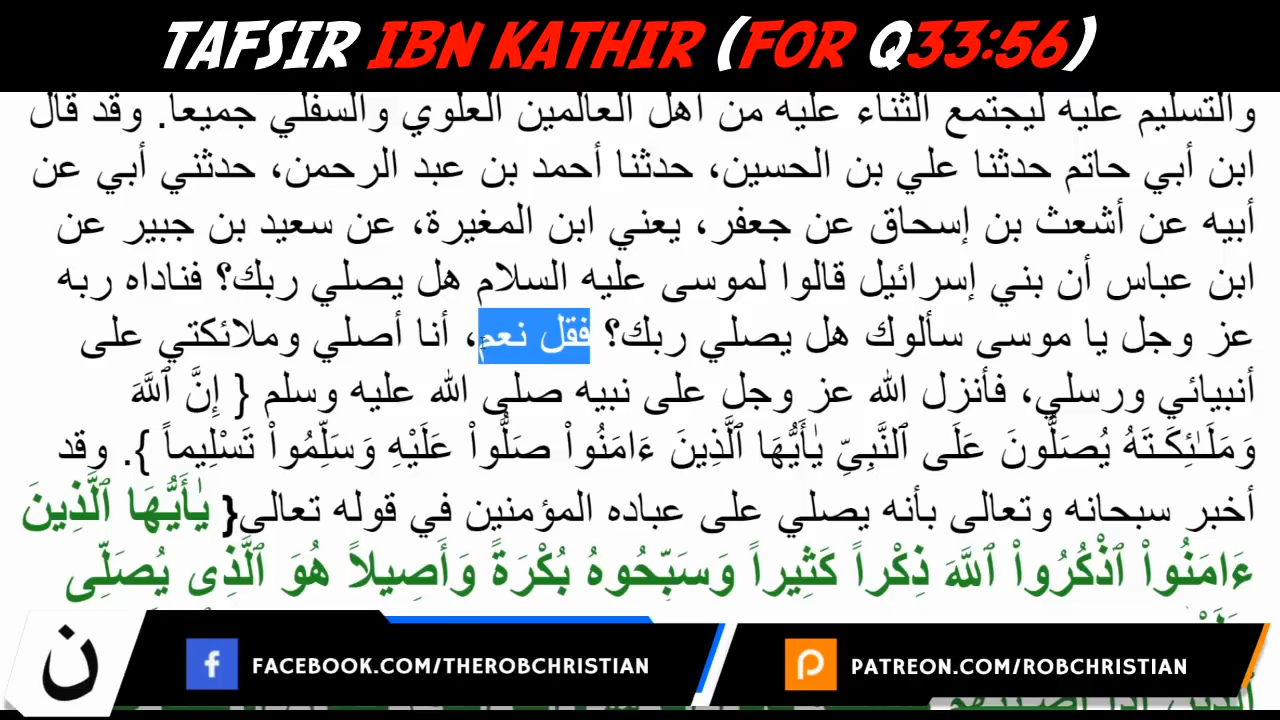 TAFSIR IBN KATHIR (FOR Q33:56)
والتسليم عليه ليجتمع الثناء عليه من أهل العالمين العلوي والسفلي جميعاً. وقد قال
ابن أبي حاتم حدثنا علي بن الحسين، حدثنا أحمد بن عبد الرحمن، حدثني أبي عن
أبيه عن أشعث بن إسحاق عن جعفر، يعني ابن المغيرة، عن سعيد بن جبير عن
ابن عباس أن بني إسرائيل قالوا لموسى عليه السلام هل يصلي ربك؟ فناداه ربه
عز وجل يا موسى سألوك هل يصلي ربك؟ فقل نعم، أنا أصلي وملائكتي على
أنبيائي ورسلي، فأنزل الله عز وجل على نبيه صلى الله عليه وسلم { إِنَّ ٱللَّهَ
وَمَلَـٰئِكَـتَهُ يُصَلُّونَ عَلَى ٱلنَّبِىِّ يٰأَيُّهَا ٱلَّذِينَ ءَامَنُواْ صَلُّواْ عَلَيْهِ وَسَلِّمُواْ تَسْلِيماً }. وقد
أخبر سبحانه وتعالى بأنه يصلي على عباده المؤمنين في قوله تعالى{ يٰأَيُّهَا ٱلَّذِينَ
ءَامَنُواْ ٱذْكُرُواْ ٱللَّهَ ذِكْراً كَثِيراً وَسَبِّحُوهُ بُكْرَةً وَأَصِيلاً هُوَ ٱلَّذِى يُصَلِّى
ن
FACEBOOK.COM/THEROBCHRISTIAN
PATREON.COM/ROBCHRISTIAN